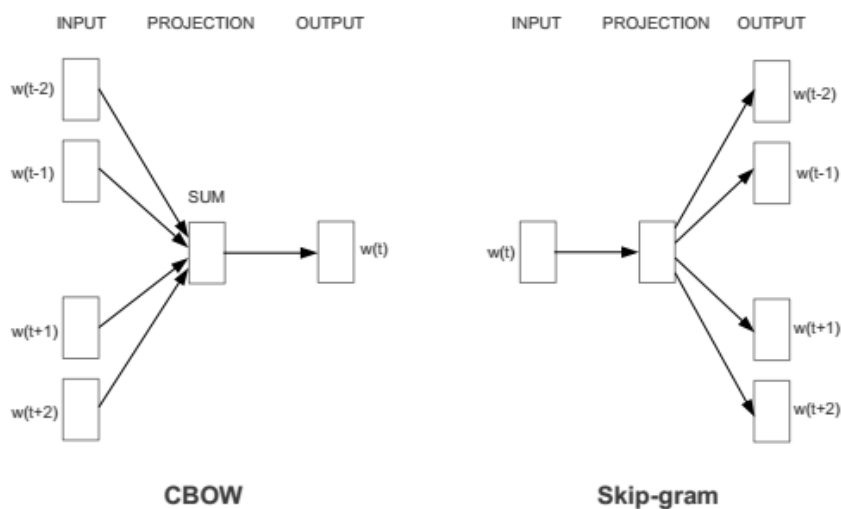 INPUT PROJECTION OUTPUT
w(t-2)
w(t-1)
SUM
w(t)
w(t+1)
w(t+2)
CBOW
INPUT PROJECTION OUTPUT
w(t-2)
w(t-1)
w(t)
w(t+1)
w(t+2)
Skip-gram